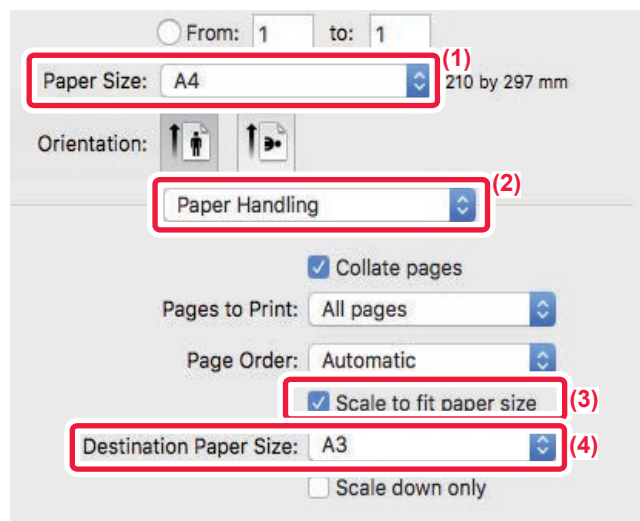 From: 1 to: 1
(1)
Paper Size: A4 210 by 297 mm
Orientation:
(2)
Paper Handling
Collate pages
Pages to Print: All pages
Page Order: Automatic
Scale to fit paper size (3)
Destination Paper Size: A3 (4)
Scale down only